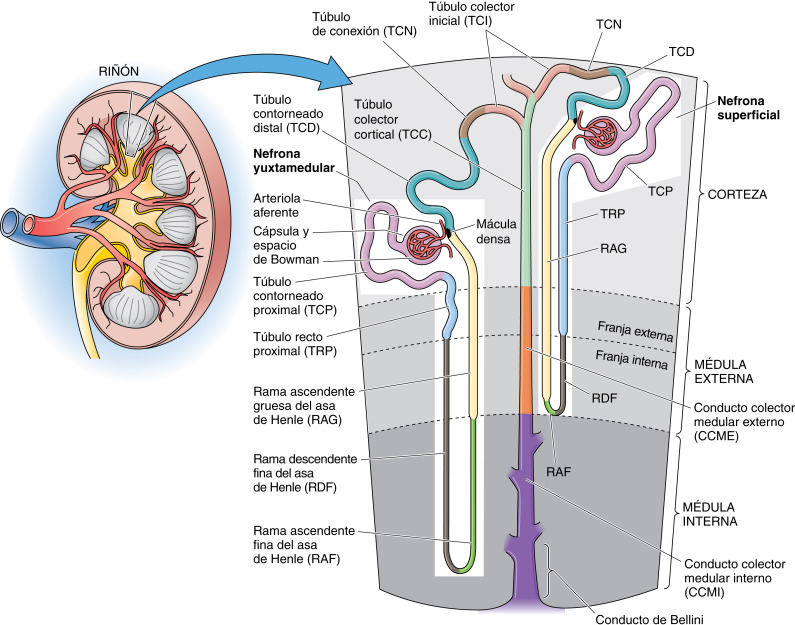 RIÑÓN
Túbulo
de conexión (TCN)
Túbulo colector
inicial (TCI)
TCN
TCD
Túbulo
contorneado
distal (TCD)
Túbulo
colector
cortical (TCC)
Nefrona
superficial
Nefrona
yuxtamedular
Arteriola
aferente
Cápsula y
espacio
de Bowman
Mácula
densa
TCP
TRP
RAG
CORTEZA
Túbulo
contorneado
proximal (TCP)
Túbulo recto
proximal (TRP)
Franja externa
Franja interna
MÉDULA
EXTERNA
Rama ascendente
gruesa del asa
de Henle (RAG)
RDF
Conducto colector
medular externo
(CCME)
Rama descendente
fina del asa
de Henle (RDF)
RAF
MÉDULA
INTERNA
Rama ascendente
fina del asa
de Henle (RAF)
Conducto colector
medular interno
(CCMI)
Conducto de Bellini